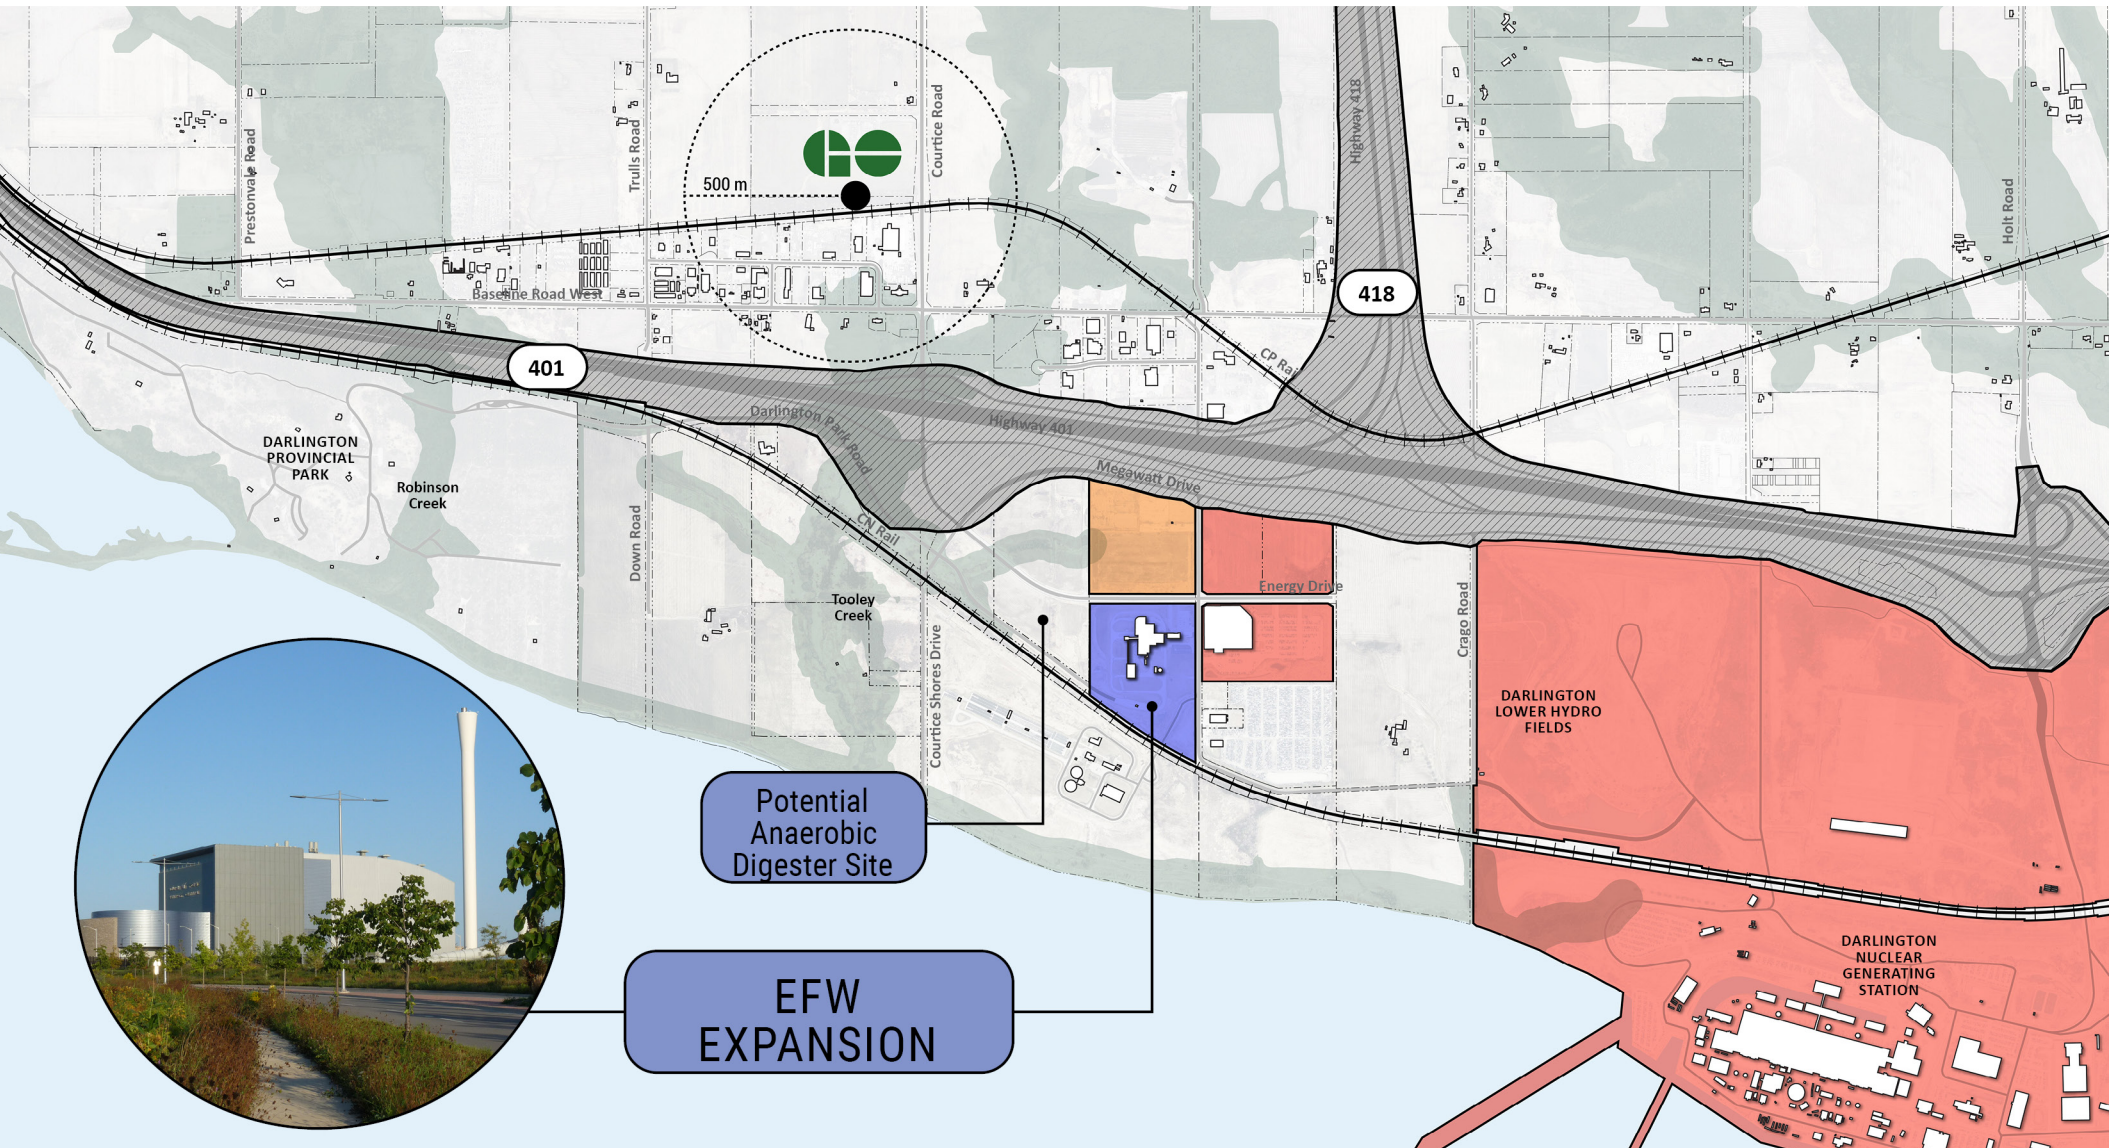 Prestonvale Road
Trulls Road
GO
500 m
Courtice Road
Highway 418
Holt Road
Baseline Road West
418
CP Rail
401
Darlington Park Road
Highway 401
Megawatt Drive
DARLINGTON
PROVINCIAL
PARK
Robinson
Creek
Down Road
CN Rail
Energy Drive
Tooley
Creek
Courtice Shores Drive
Crago Road
DARLINGTON
LOWER HYDRO
FIELDS
Potential
Anaerobic
Digester Site
EFW
EXPANSION
DARLINGTON
NUCLEAR
GENERATING
STATION